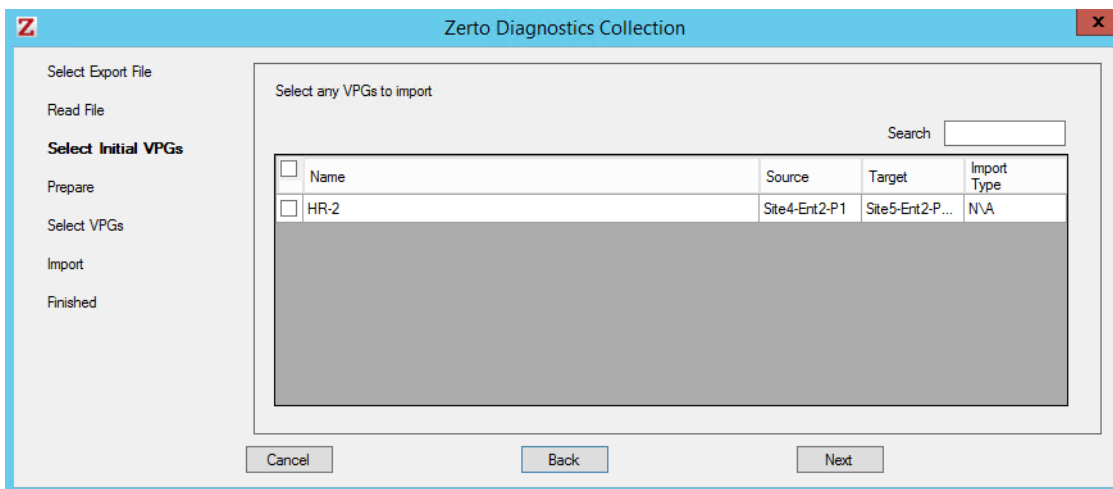 Z
Zerto Diagnostics Collection
x
Select Export File
Read File
Select Initial VPGs
Prepare
Select VPGs
Import
Finished
Select any VPGs to import
Search
Name Source Target Import Type
HR-2 Site4-Ent2-P1 Site5-Ent2-P... N\A
Cancel Back Next